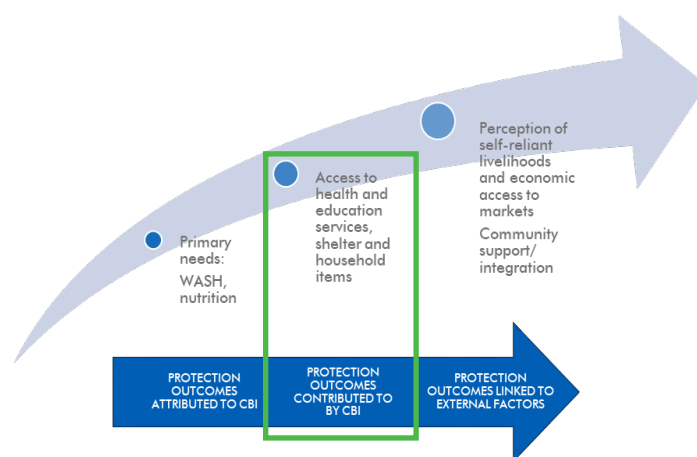 Primary
needs:
WASH,
nutrition
Access to
health and
education
services,
shelter and
household
items
Perception of
self-reliant
livelihoods
and economic
access to
markets
Community
support/
integration
PROTECTION
OUTCOMES
ATTRIBUTED TO CBI
PROTECTION
OUTCOMES
CONTRIBUTED TO
BY CBI
PROTECTION
OUTCOMES LINKED TO
EXTERNAL FACTORS